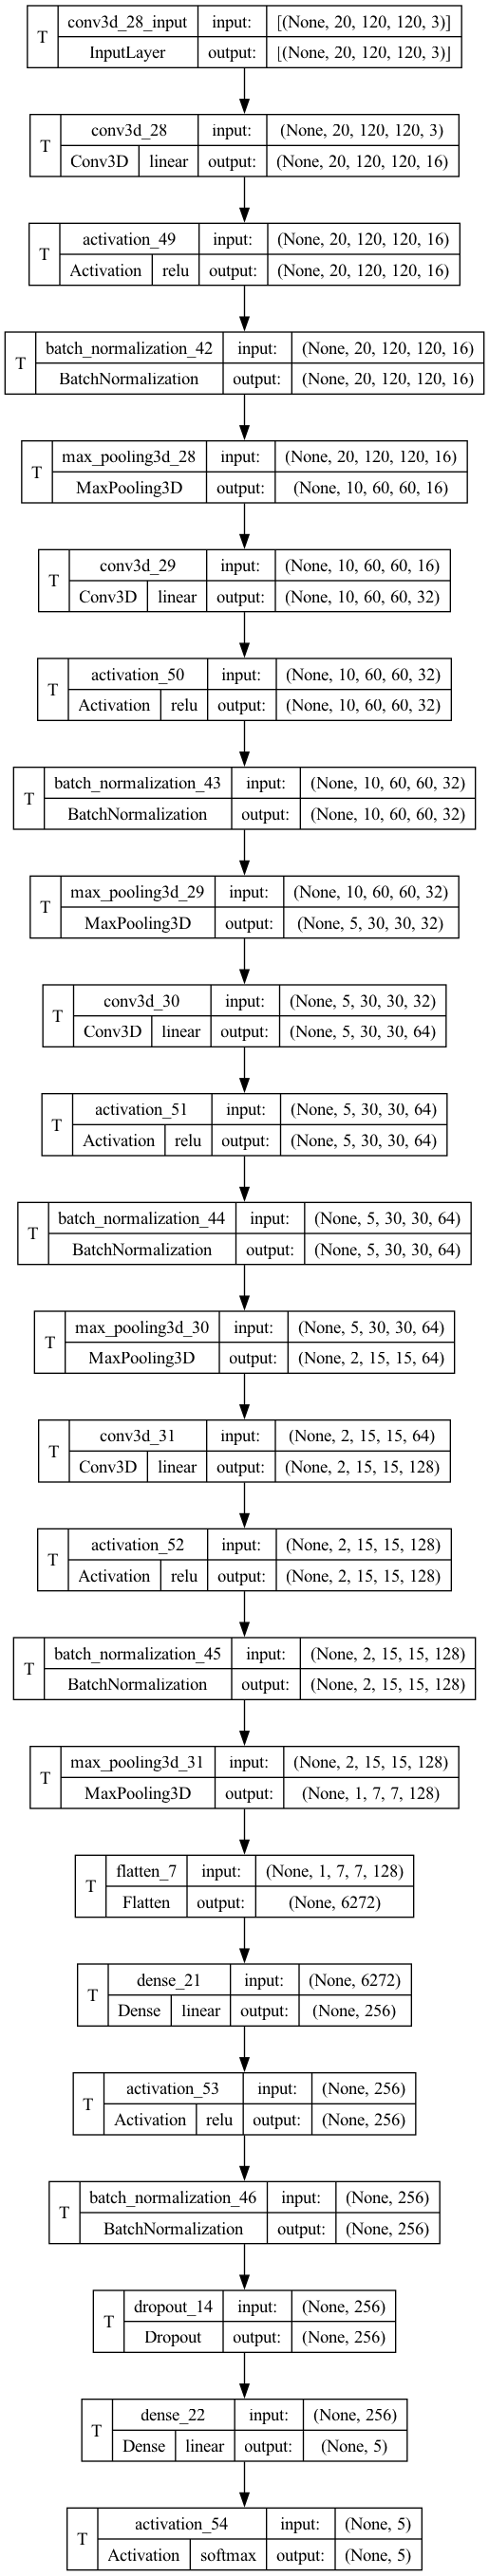 T conv3d_28_input input: [(None, 20, 120, 120, 3)]
InputLayer output: [(None, 20, 120, 120, 3)]
T conv3d_28 input: (None, 20, 120, 120, 3)
Conv3D linear output: (None, 20, 120, 120, 16)
T activation_49 input: (None, 20, 120, 120, 16)
Activation relu output: (None, 20, 120, 120, 16)
T batch_normalization_42 input: (None, 20, 120, 120, 16)
BatchNormalization output: (None, 20, 120, 120, 16)
T max_pooling3d_28 input: (None, 20, 120, 120, 16)
MaxPooling3D output: (None, 10, 60, 60, 16)
T conv3d_29 input: (None, 10, 60, 60, 16)
Conv3D linear output: (None, 10, 60, 60, 32)
T activation_50 input: (None, 10, 60, 60, 32)
Activation relu output: (None, 10, 60, 60, 32)
T batch_normalization_43 input: (None, 10, 60, 60, 32)
BatchNormalization output: (None, 10, 60, 60, 32)
T max_pooling3d_29 input: (None, 10, 60, 60, 32)
MaxPooling3D output: (None, 5, 30, 30, 32)
T conv3d_30 input: (None, 5, 30, 30, 32)
Conv3D linear output: (None, 5, 30, 30, 64)
T activation_51 input: (None, 5, 30, 30, 64)
Activation relu output: (None, 5, 30, 30, 64)
T batch_normalization_44 input: (None, 5, 30, 30, 64)
BatchNormalization output: (None, 5, 30, 30, 64)
T max_pooling3d_30 input: (None, 5, 30, 30, 64)
MaxPooling3D output: (None, 2, 15, 15, 64)
T conv3d_31 input: (None, 2, 15, 15, 64)
Conv3D linear output: (None, 2, 15, 15, 128)
T activation_52 input: (None, 2, 15, 15, 128)
Activation relu output: (None, 2, 15, 15, 128)
T batch_normalization_45 input: (None, 2, 15, 15, 128)
BatchNormalization output: (None, 2, 15, 15, 128)
T max_pooling3d_31 input: (None, 2, 15, 15, 128)
MaxPooling3D output: (None, 1, 7, 7, 128)
T flatten_7 input: (None, 1, 7, 7, 128)
Flatten output: (None, 6272)
T dense_21 input: (None, 6272)
Dense linear output: (None, 256)
T activation_53 input: (None, 256)
Activation relu output: (None, 256)
T batch_normalization_46 input: (None, 256)
BatchNormalization output: (None, 256)
T dropout_14 input: (None, 256)
Dropout output: (None, 256)
T dense_22 input: (None, 256)
Dense linear output: (None, 5)
T activation_54 input: (None, 5)
Activation softmax output: (None, 5)